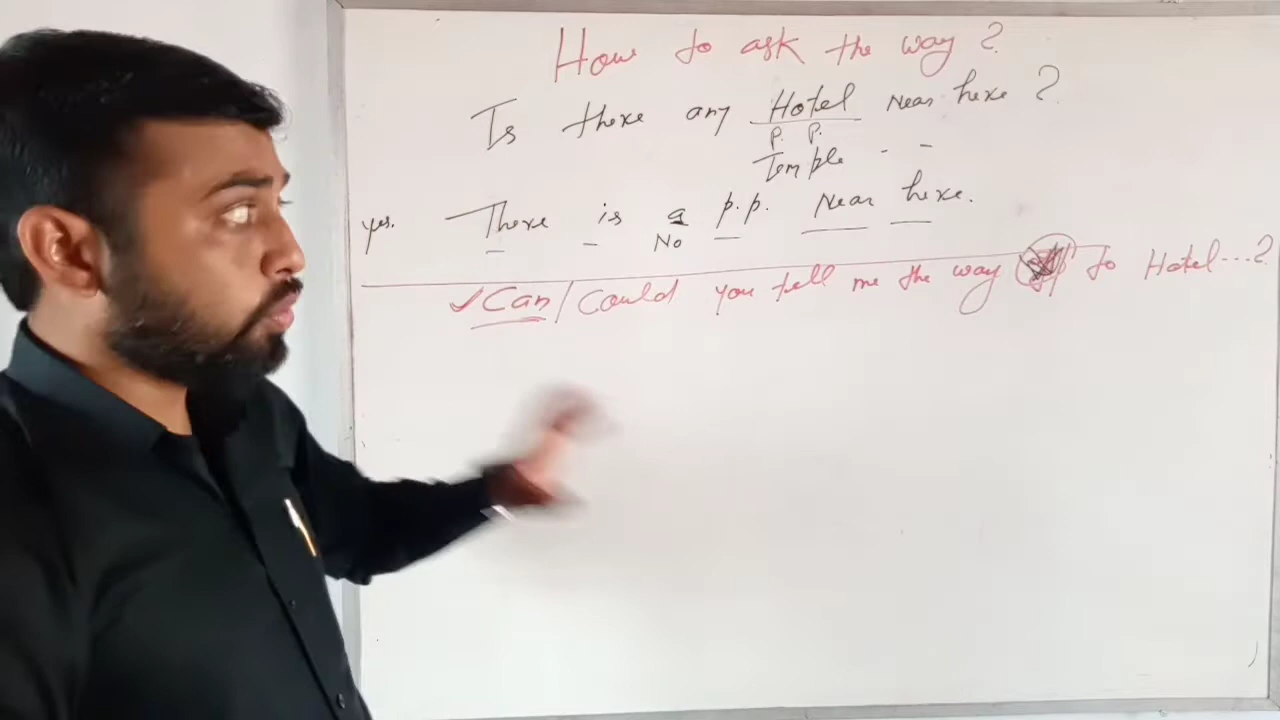 How to ask the way ?
Is there any Hotel Near here ?
P. P.
Temple - -
yes. There is a p.p. Near here.
No
✓Can/Could you tell me the way to Hotel...?